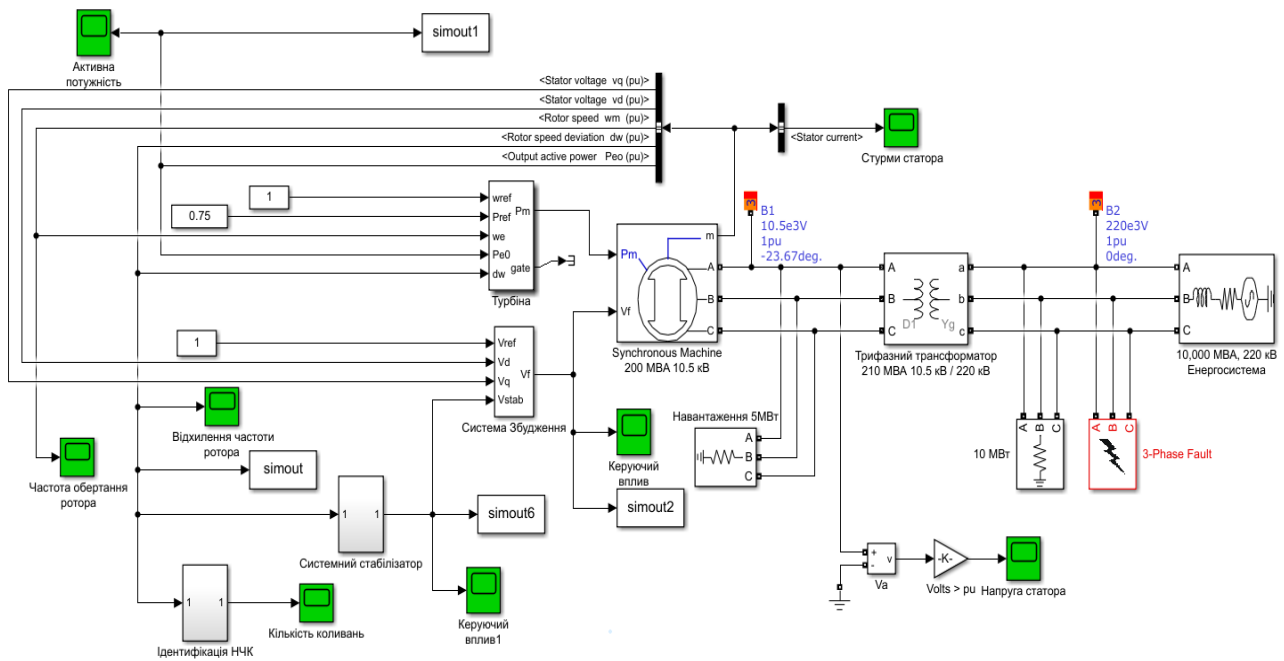 Активна
потужність
simout1
<Stator voltage vq (pu)>
<Stator voltage vd (pu)>
<Rotor speed wm (pu)>
<Rotor speed deviation dw (pu)>
<Output active power Peo (pu)>
<Stator current>
Стурми статора
1
0.75
wref
Pref
we
Pe0
dw
Pm
gate
Турбіна
Pm
Vf
m
A
B
C
Synchronous Machine
200 МВА 10.5 кВ
3
B1
10.5e3V
1pu
-23.67deg.
A
B
C
D1
Yg
a
b
c
Трифазний трансформатор
210 МВА 10.5 кВ / 220 кВ
3
B2
220e3V
1pu
0deg.
A
B
C
10,000 МВА, 220 кВ
Енергосистема
1
Vref
Vd
Vq
Vstab
Vf
Система Збудження
Відхилення частоти
ротора
simout
Частота обертання
ротора
1
1
Системний стабілізатор
simout6
Керуючий
вплив
simout2
Навантаження 5МВт
A
B
C
A
B
C
10 МВт
A
B
C
3-Phase Fault
1
1
Ідентифікація НЧК
Кількість коливань
Керуючий
вплив1
+
-
v
Va
-K-
Volts > pu
Напруга статора